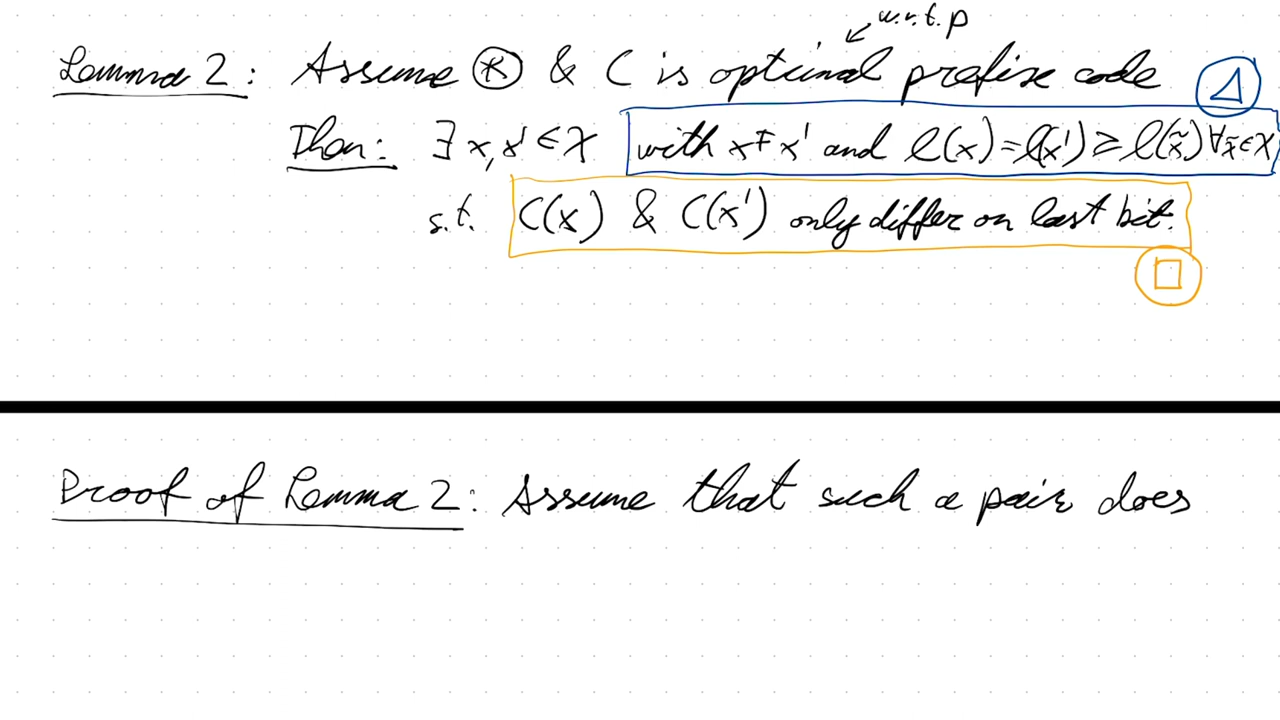 w.r.t. p
Lemma 2: Assume ⊛ & C is optimal prefix code △
Then: ∃ x, x' ∈ X with x ≠ x' and l(x) = l(x') ≥ l(x̃) ∀ x̃ ∈ X
s.t. C(x) & C(x') only differ on last bit.
□
Proof of Lemma 2: Assume that such a pair does